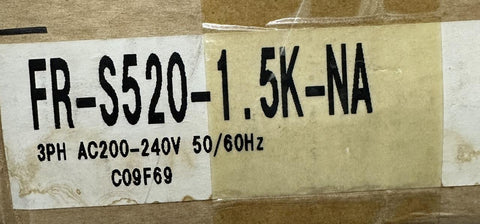 FR-S520-1.5K-NA
3PH AC200-240V 50/60Hz
C09F69